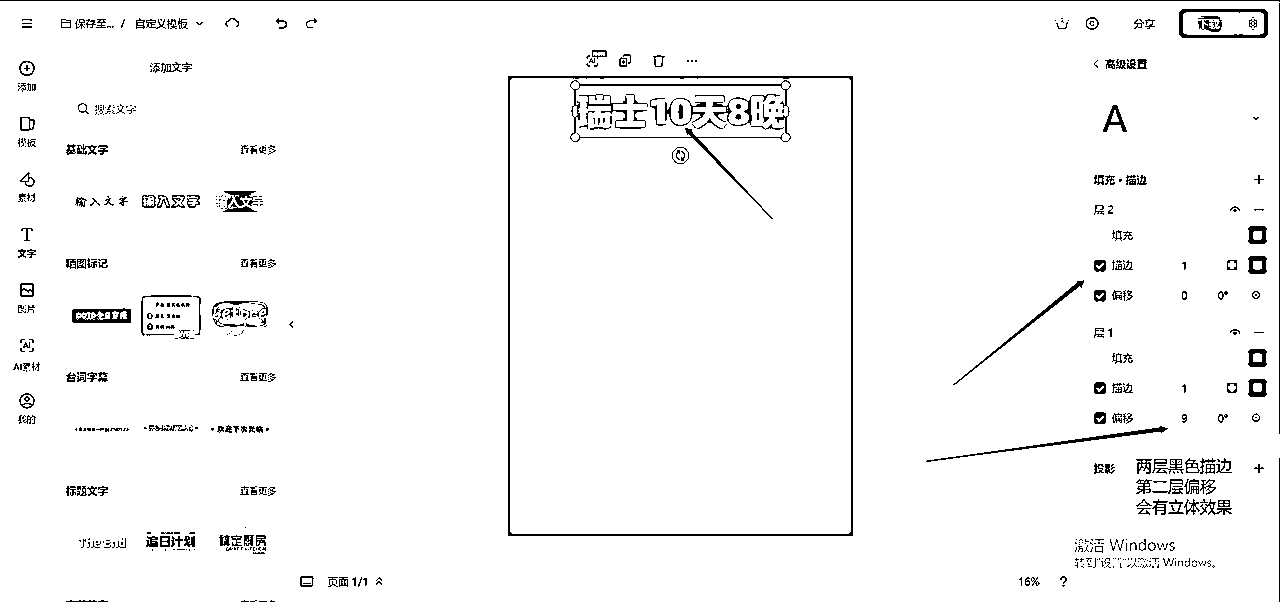 保存至... / 自定义模板
分享
下载
添加
模板
素材
文字
图片
AI素材
我的
添加文字
搜索文字
基础文字 查看更多
输入文字 输入文字 输入文字
晒图标记 查看更多
台词字幕 查看更多
标题文字 查看更多
The End 追日计划 搞定厨房
瑞士10天8晚
页面 1/1
16% ?
高级设置
A
填充·描边
层2
填充
描边 1
偏移 0 0°
层1
填充
描边 1
偏移 9 0°
投影
两层黑色描边
第二层偏移
会有立体效果
激活 Windows
转到"设置"以激活 Windows。